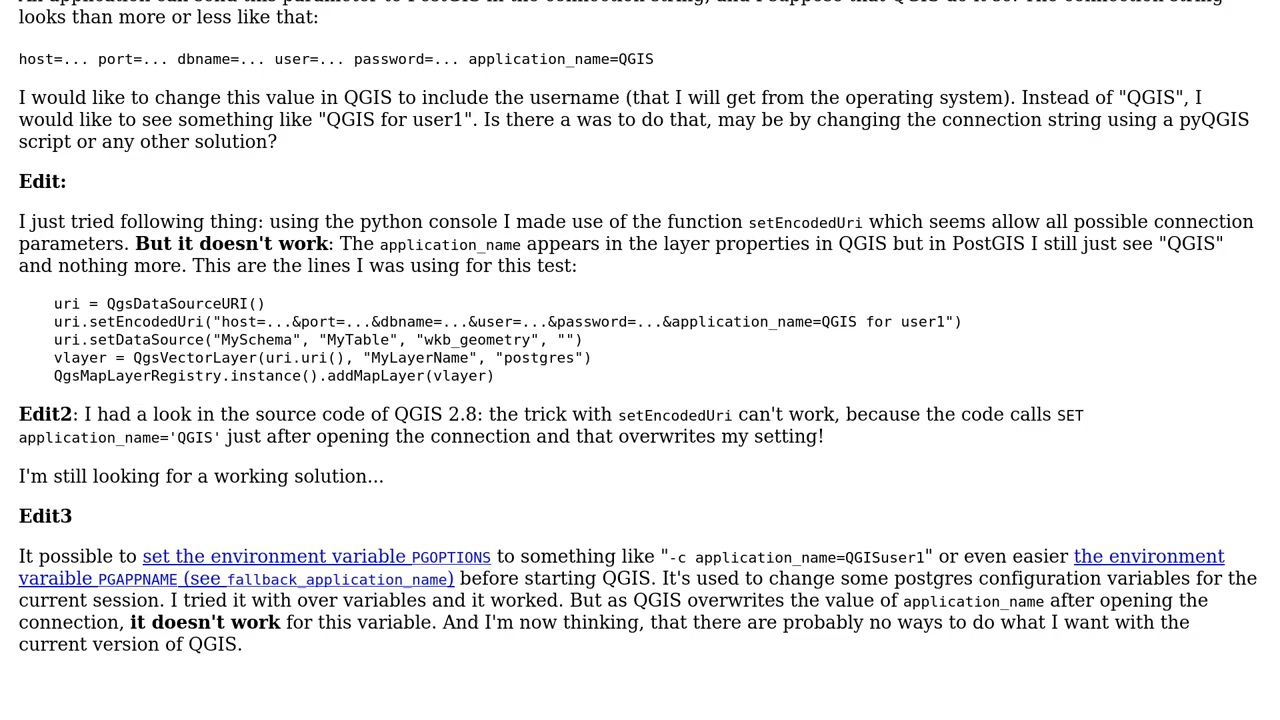 looks than more or less like that:
host=... port=... dbname=... user=... password=... application_name=QGIS
I would like to change this value in QGIS to include the username (that I will get from the operating system). Instead of "QGIS", I
would like to see something like "QGIS for user1". Is there a was to do that, may be by changing the connection string using a pyQGIS
script or any other solution?
Edit:
I just tried following thing: using the python console I made use of the function setEncodedUri which seems allow all possible connection
parameters. But it doesn't work: The application_name appears in the layer properties in QGIS but in PostGIS I still just see "QGIS"
and nothing more. This are the lines I was using for this test:
uri = QgsDataSourceURI()
uri.setEncodedUri("host=...&port=...&dbname=...&user=...&password=...&application_name=QGIS for user1")
uri.setDataSource("MySchema", "MyTable", "wkb_geometry", "")
vlayer = QgsVectorLayer(uri.uri(), "MyLayerName", "postgres")
QgsMapLayerRegistry.instance().addMapLayer(vlayer)
Edit2: I had a look in the source code of QGIS 2.8: the trick with setEncodedUri can't work, because the code calls SET
application_name='QGIS' just after opening the connection and that overwrites my setting!
I'm still looking for a working solution...
Edit3
It possible to set the environment variable PGOPTIONS to something like "-c application_name=QGISuser1" or even easier the environment
varaible PGAPPNAME (see fallback_application_name) before starting QGIS. It's used to change some postgres configuration variables for the
current session. I tried it with over variables and it worked. But as QGIS overwrites the value of application_name after opening the
connection, it doesn't work for this variable. And I'm now thinking, that there are probably no ways to do what I want with the
current version of QGIS.